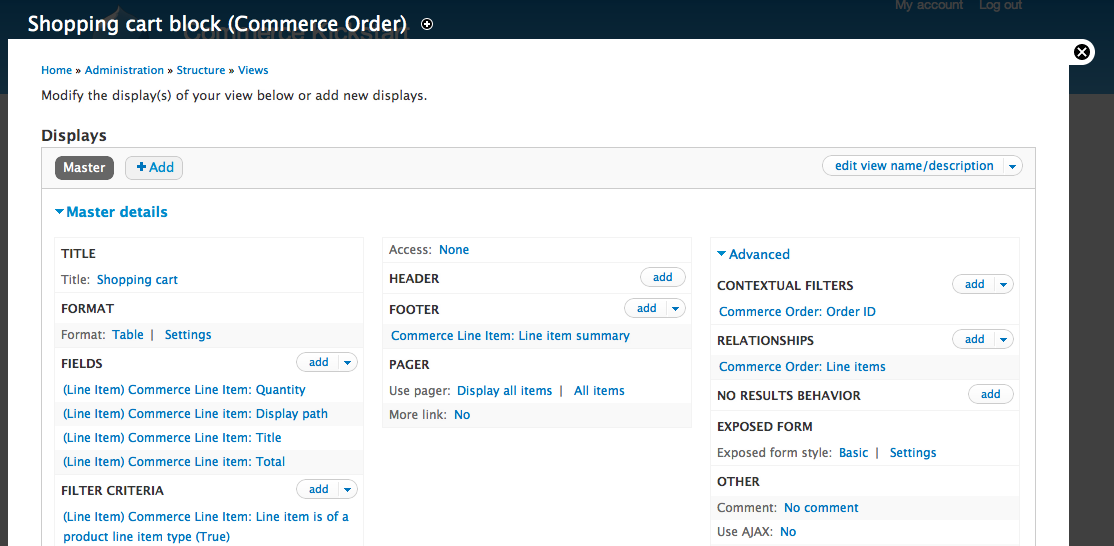 My account Log out
Shopping cart block (Commerce Order)
Commerce Kickstart
Home » Administration » Structure » Views
Modify the display(s) of your view below or add new displays.
Displays
Master
Add
edit view name/description
Master details
TITLE
Title: Shopping cart
FORMAT
Format: Table | Settings
FIELDS
add
(Line Item) Commerce Line Item: Quantity
(Line Item) Commerce Line Item: Display path
(Line Item) Commerce Line Item: Title
(Line Item) Commerce Line item: Total
FILTER CRITERIA
add
(Line Item) Commerce Line Item: Line item is of a
product line item type (True)
Access: None
HEADER
add
FOOTER
add
Commerce Line Item: Line item summary
PAGER
Use pager: Display all items | All items
More link: No
Advanced
CONTEXTUAL FILTERS
add
Commerce Order: Order ID
RELATIONSHIPS
add
Commerce Order: Line items
NO RESULTS BEHAVIOR
add
EXPOSED FORM
Exposed form style: Basic | Settings
OTHER
Comment: No comment
Use AJAX: No